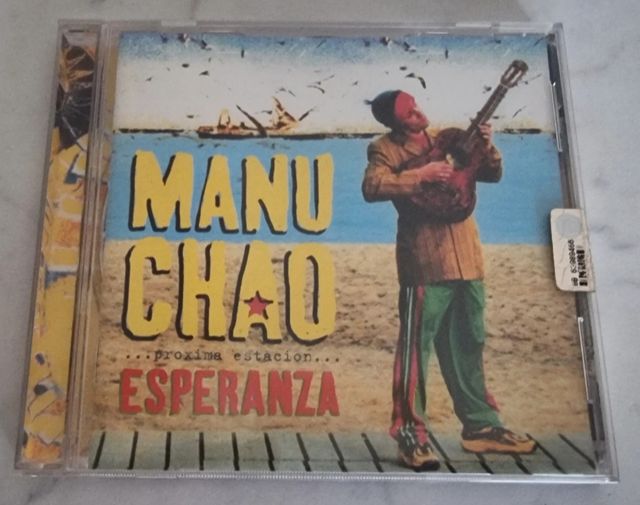 MANU
CHAO
...proxima estacion...
ESPERANZA